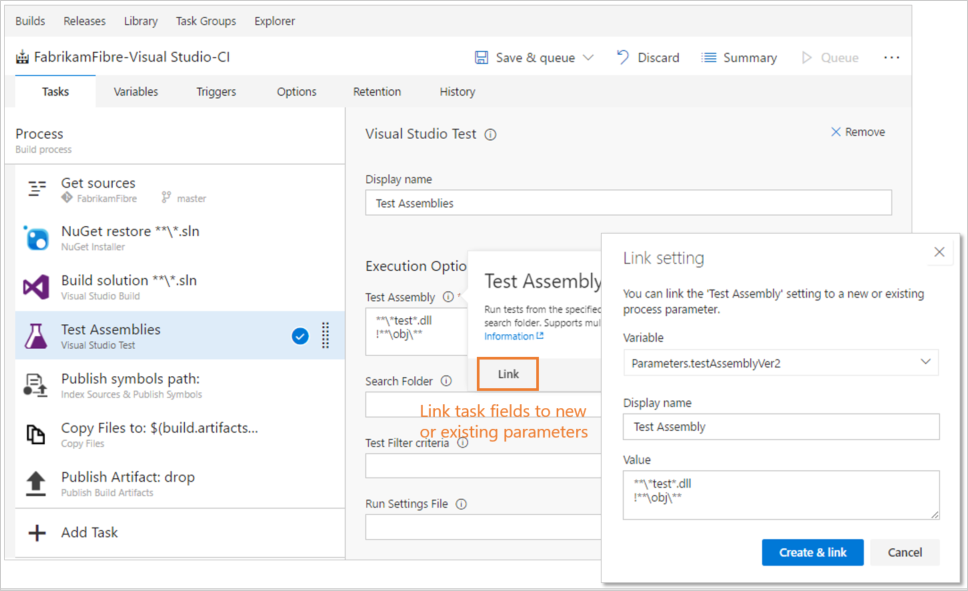 Builds Releases Library Task Groups Explorer
FabrikamFibre-Visual Studio-CI
Save & queue Discard Summary Queue ...
Tasks Variables Triggers Options Retention History
Process
Build process
Get sources
FabrikamFibre master
NuGet restore **\*.sln
NuGet Installer
Build solution **\*.sln
Visual Studio Build
Test Assemblies
Visual Studio Test
Publish symbols path:
Index Sources & Publish Symbols
Copy Files to: $(build.artifacts...
Copy Files
Publish Artifact: drop
Publish Build Artifacts
Add Task
Visual Studio Test
Remove
Display name
Test Assemblies
Execution Optio
Test Assembly *
**\*test*.dll
!**\obj\**
Search Folder
Test Filter criteria
Run Settings File
Test Assembly
Run tests from the specified
search folder. Supports mul
Information
Link
Link task fields to new
or existing parameters
Link setting
You can link the 'Test Assembly' setting to a new or existing
process parameter.
Variable
Parameters.testAssemblyVer2
Display name
Test Assembly
Value
**\*test*.dll
!**\obj\**
Create & link Cancel